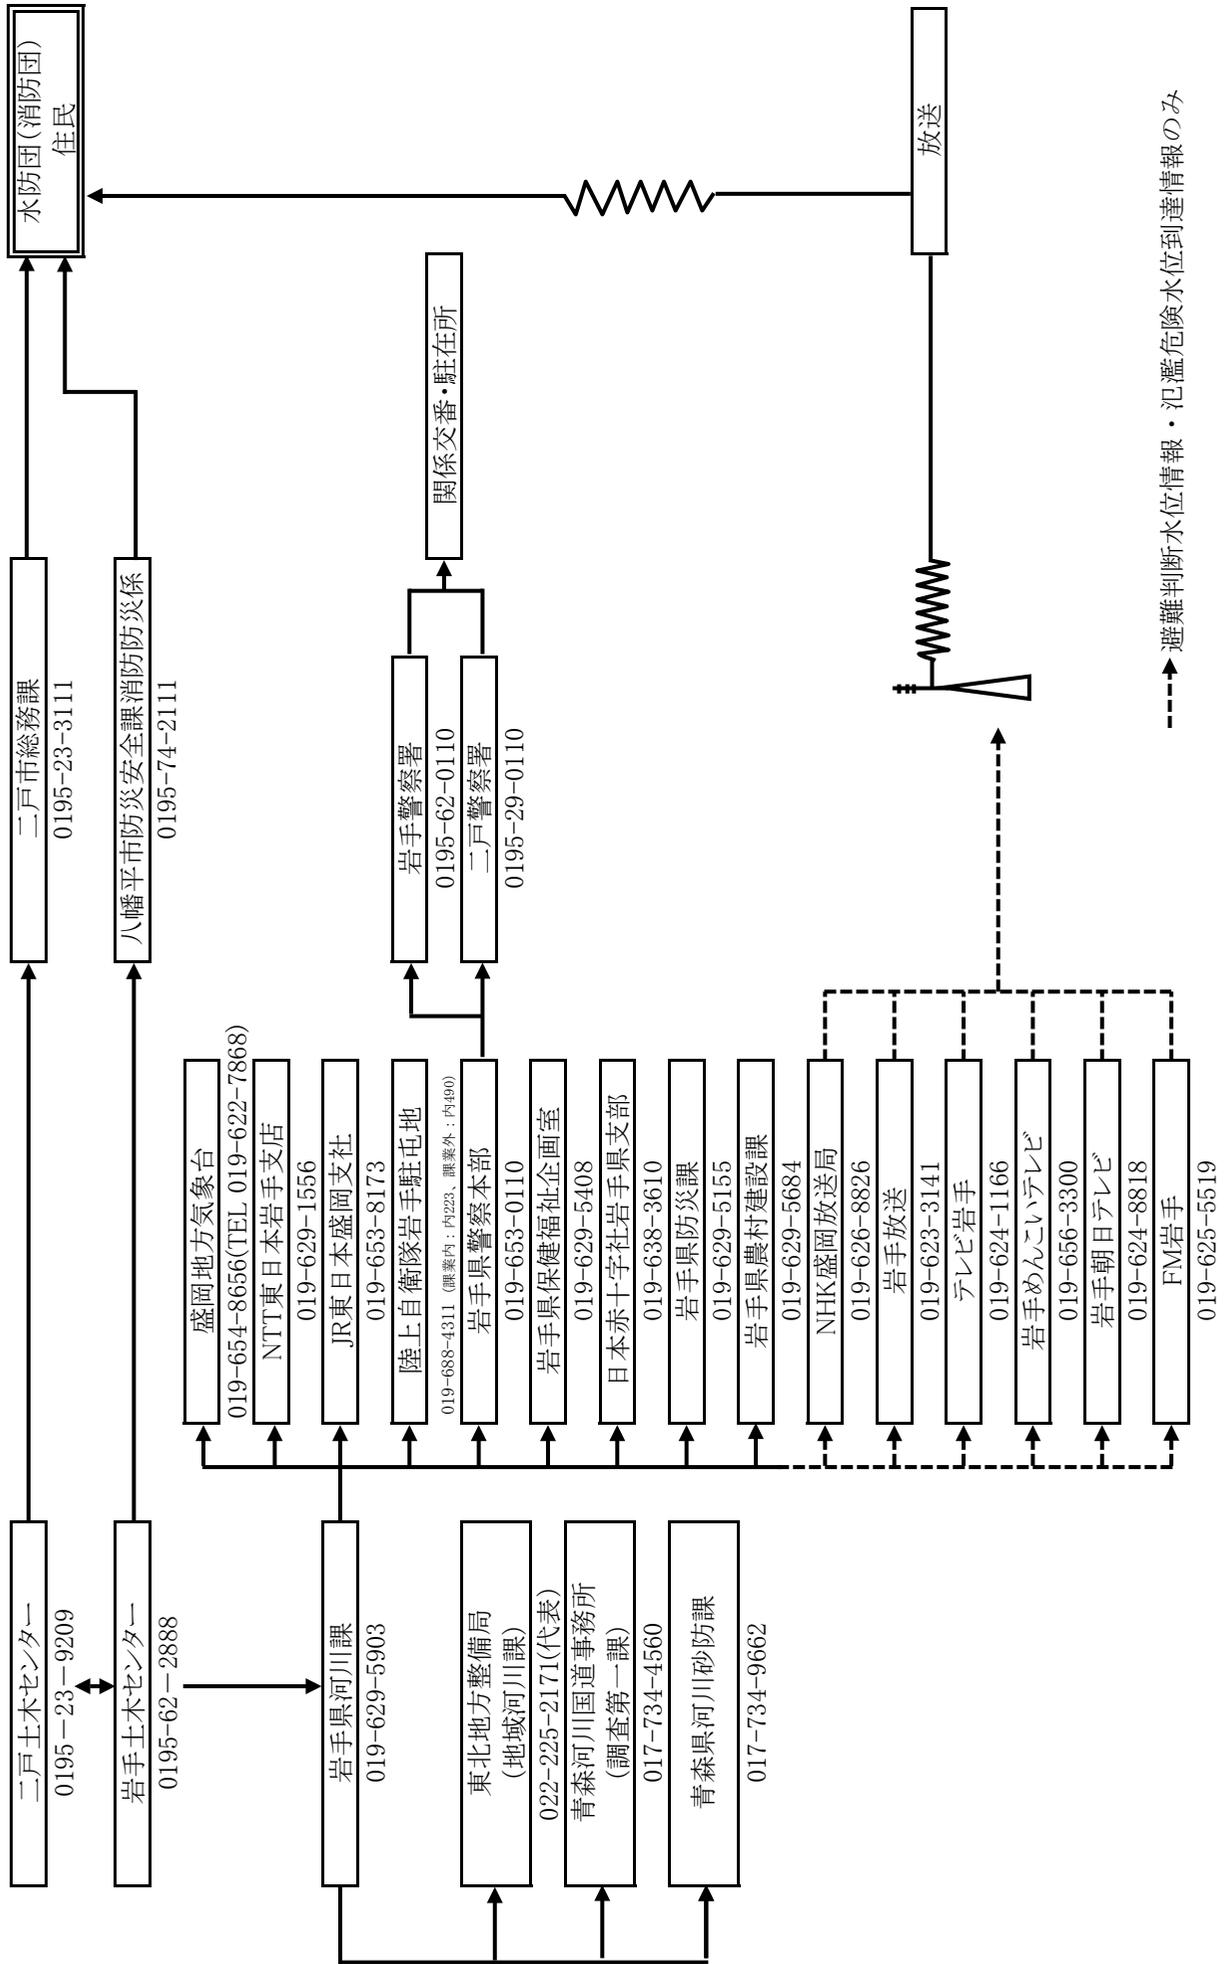 二戸土木センター
0195-23-9209
岩手土木センター
0195-62-2888
岩手県河川課
019-629-5903
東北地方整備局
(地域河川課)
022-225-2171(代表)
青森河川国道事務所
(調査第一課)
017-734-4560
青森県河川砂防課
017-734-9662
盛岡地方気象台
019-654-8656(TEL 019-622-7868)
NTT東日本岩手支店
019-629-1556
JR東日本盛岡支社
019-653-8173
陸上自衛隊岩手駐屯地
019-688-4311 (課業内：内223、課業外：内490)
岩手県警察本部
019-653-0110
岩手県保健福祉企画室
019-629-5408
日本赤十字社岩手県支部
019-638-3610
岩手県防災課
019-629-5155
岩手県農村建設課
019-629-5684
NHK盛岡放送局
019-626-8826
岩手放送
019-623-3141
テレビ岩手
019-624-1166
岩手めんこいテレビ
019-656-3300
岩手朝日テレビ
019-624-8818
FM岩手
019-625-5519
二戸市総務課
0195-23-3111
八幡平市防災安全課消防防災係
0195-74-2111
岩手警察署
0195-62-0110
二戸警察署
0195-29-0110
関係交番・駐在所
水防団(消防団)
住民
放送
避難判断水位情報・氾濫危険水位到達情報のみ